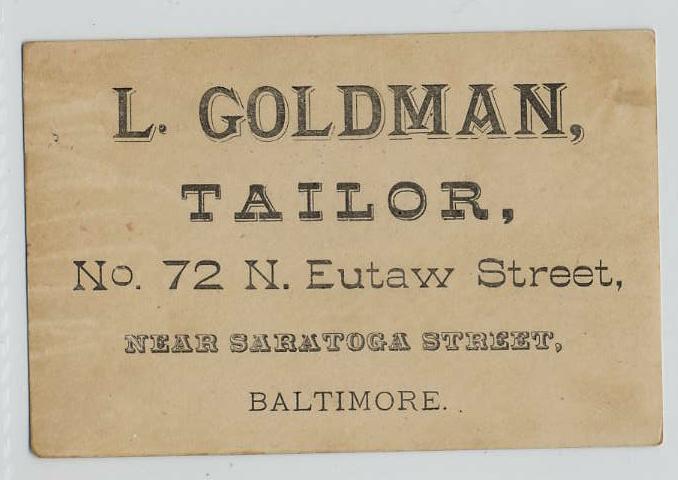 L. GOLDMAN,
TAILOR,
No. 72 N. Eutaw Street,
NEAR SARATOGA STREET,
BALTIMORE.